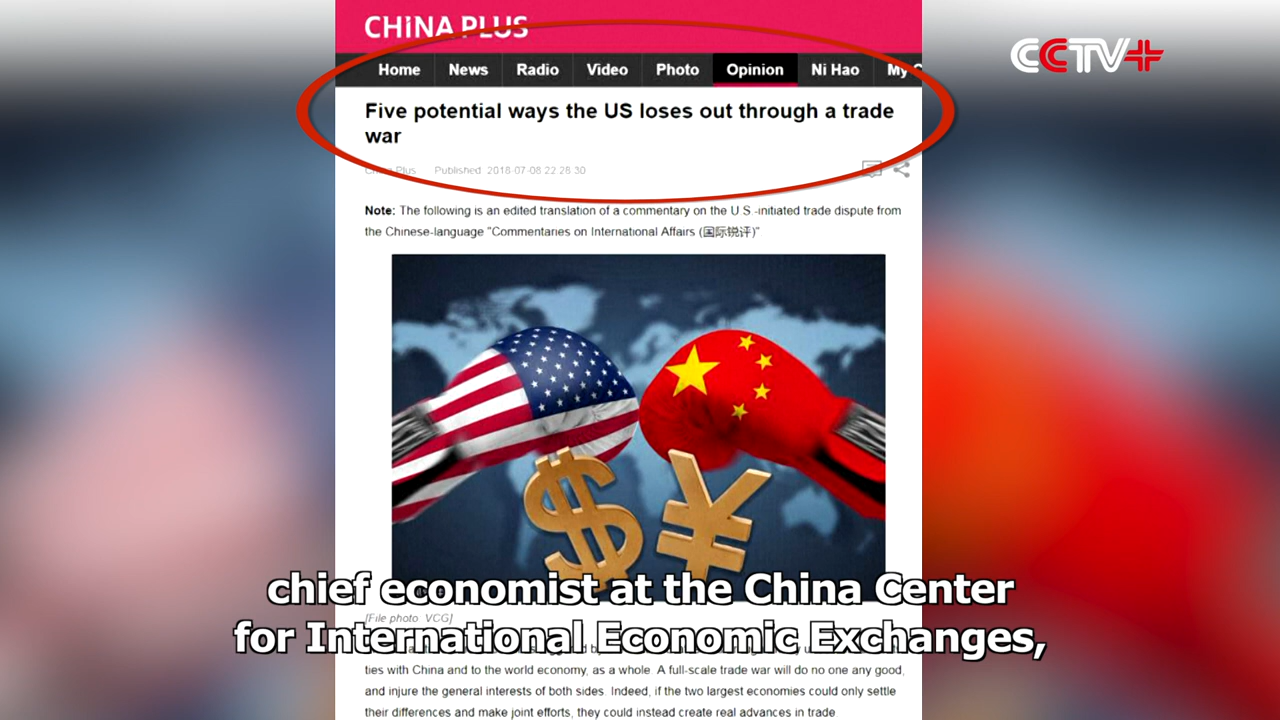 CHINA PLUS
CCTV+
Home News Radio Video Photo Opinion Ni Hao My C
Five potential ways the US loses out through a trade
war
China Plus Published 2018-07-08 22:26:30
Note: The following is an edited translation of a commentary on the U.S.-initiated trade dispute from
the Chinese-language "Commentaries on International Affairs (国际锐评)"
$ ¥
chief economist at the China Center
[File photo: VCG]
for International Economic Exchanges,
ties with China and to the world economy, as a whole. A full-scale trade war will do no one any good,
and injure the general interests of both sides. Indeed, if the two largest economies could only settle
their differences and make joint efforts, they could instead create real advances in trade